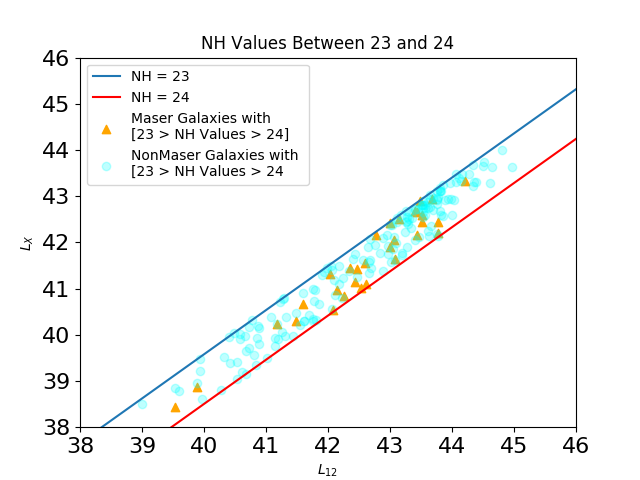 NH Values Between 23 and 24
46
45
44
43
42
41
40
39
38
L_X
NH = 23
NH = 24
Maser Galaxies with
[23 > NH Values > 24]
NonMaser Galaxies with
[23 > NH Values > 24
38 39 40 41 42 43 44 45 46
L_12